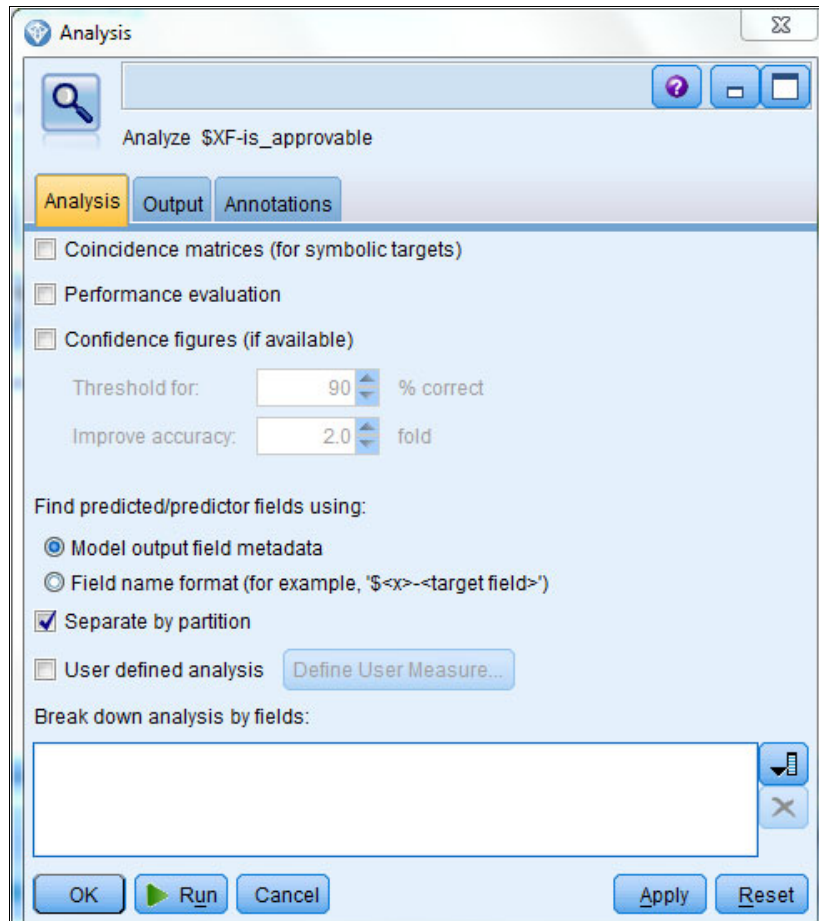 Analysis
Analyze $XF-is_approvable
Analysis Output Annotations
Coincidence matrices (for symbolic targets)
Performance evaluation
Confidence figures (if available)
Threshold for: 90 % correct
Improve accuracy: 2.0 fold
Find predicted/predictor fields using:
Model output field metadata
Field name format (for example, '$<x>-<target field>')
Separate by partition
User defined analysis Define User Measure...
Break down analysis by fields:
OK Run Cancel Apply Reset